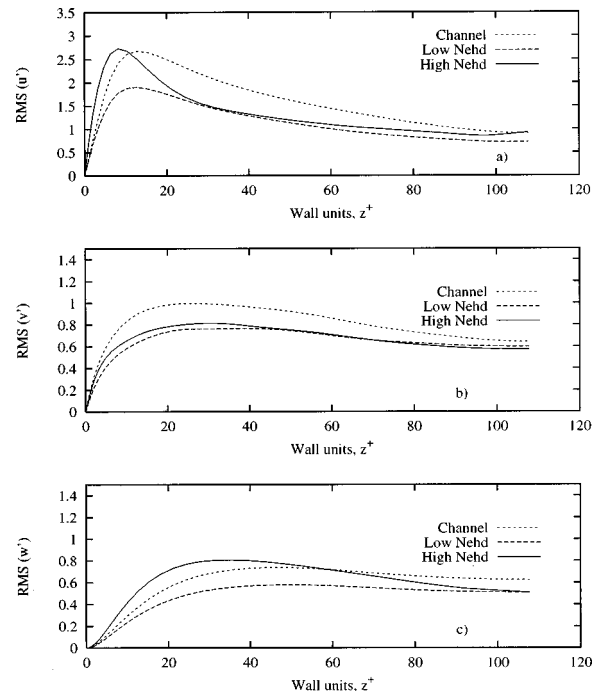 3.5
3
2.5
2
1.5
1
0.5
0
RMS (u')
Channel
Low Nehd
High Nehd
a)
0 20 40 60 80 100 120
Wall units, z+
1.4
1.2
1
0.8
0.6
0.4
0.2
0
RMS (v')
Channel
Low Nehd
High Nehd
b)
0 20 40 60 80 100 120
Wall units, z+
1.4
1.2
1
0.8
0.6
0.4
0.2
0
RMS (w')
Channel
Low Nehd
High Nehd
c)
0 20 40 60 80 100 120
Wall units, z+